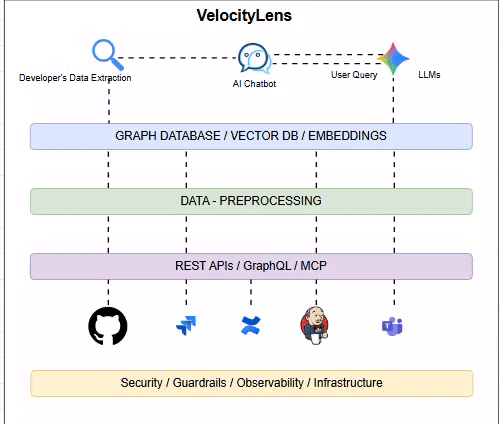 VelocityLens
Developer's Data Extraction
AI Chatbot
User Query
LLMs
GRAPH DATABASE / VECTOR DB / EMBEDDINGS
DATA - PREPROCESSING
REST APIs / GraphQL / MCP
Security / Guardrails / Observability / Infrastructure